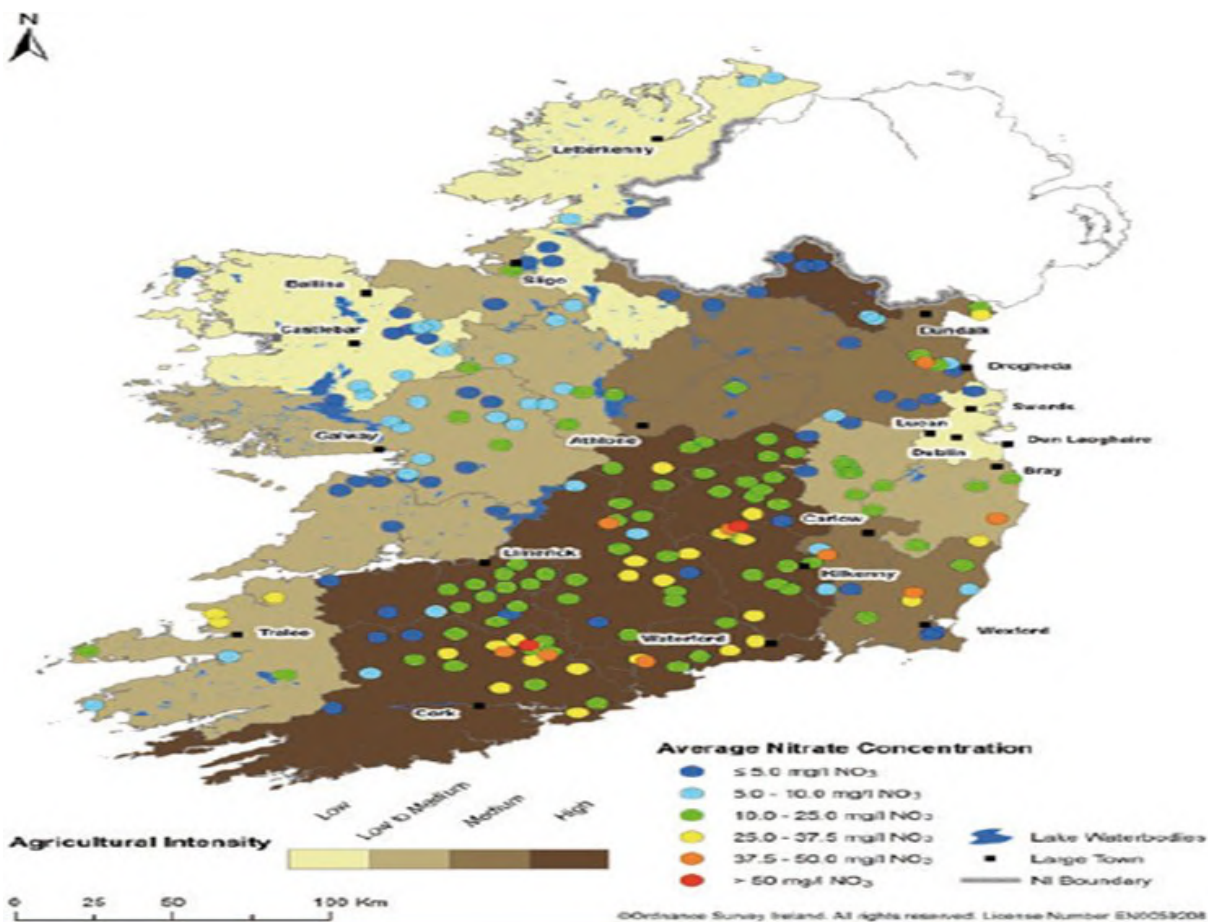 N
Letterkenny
Sligo
Ballina
Castlebar
Dundalk
Drogheda
Swords
Lucan
Galway
Athlone
Dublin
Dun Laoghaire
Bray
Carlow
Limerick
Kilkenny
Tralee
Waterford
Wexford
Cork
Average Nitrate Concentration
≤ 5.0 mg/l NO₃
5.0 - 10.0 mg/l NO₃
10.0 - 25.0 mg/l NO₃
25.0 - 37.5 mg/l NO₃
37.5 - 50.0 mg/l NO₃
> 50 mg/l NO₃
Lake Waterbodies
Large Town
NI Boundary
Low
Low to Medium
Medium
High
Agricultural Intensity
0 25 50 100 Km
©Ordnance Survey Ireland. All rights reserved. License Number